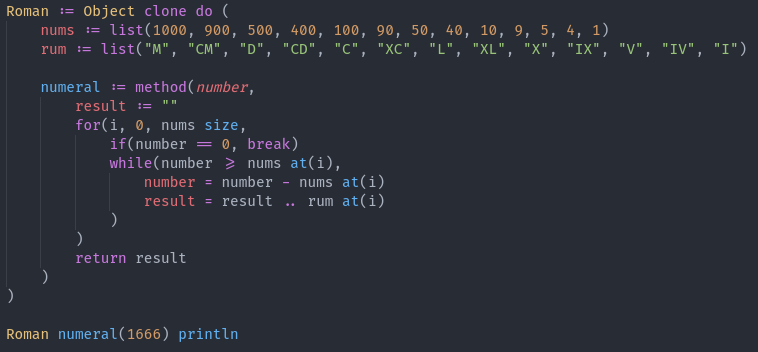 Roman := Object clone do (
    nums := list(1000, 900, 500, 400, 100, 90, 50, 40, 10, 9, 5, 4, 1)
    rum := list("M", "CM", "D", "CD", "C", "XC", "L", "XL", "X", "IX", "V", "IV", "I")

    numeral := method(number,
        result := ""
        for(i, 0, nums size,
            if(number == 0, break)
            while(number >= nums at(i),
                number = number - nums at(i)
                result = result .. rum at(i)
            )
        )
        return result
    )
)

Roman numeral(1666) println